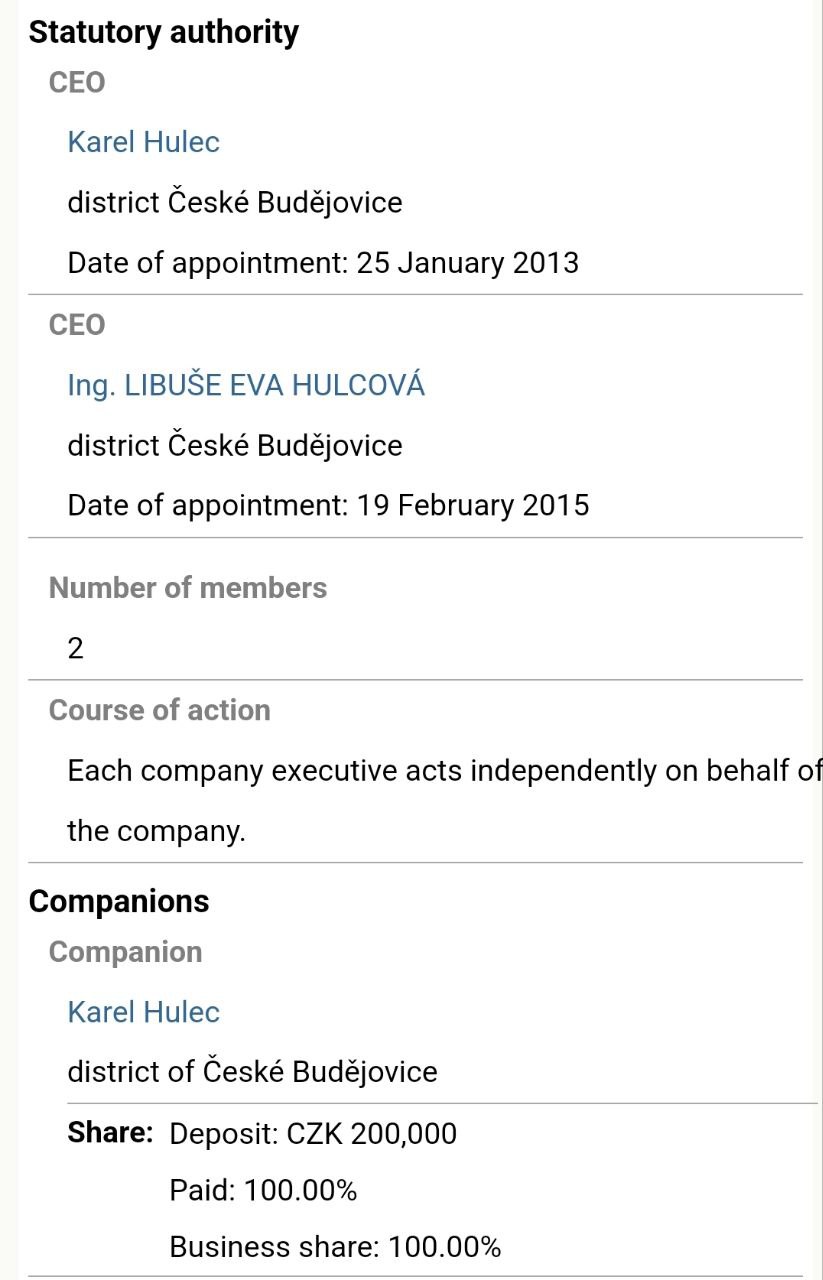 Statutory authority
CEO
Karel Hulec
district České Budějovice
Date of appointment: 25 January 2013
CEO
Ing. LIBUŠE EVA HULCOVÁ
district České Budějovice
Date of appointment: 19 February 2015
Number of members
2
Course of action
Each company executive acts independently on behalf of
the company.
Companions
Companion
Karel Hulec
district of České Budějovice
Share: Deposit: CZK 200,000
Paid: 100.00%
Business share: 100.00%